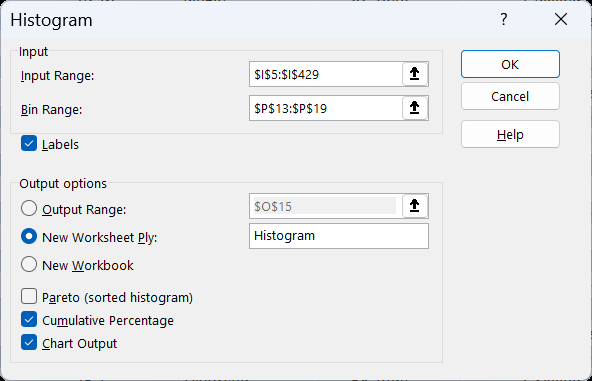 Histogram
?
Input
Input Range:
$I$5:$I$429
OK
Bin Range:
$P$13:$P$19
Cancel
Labels
Help
Output options
Output Range:
$O$15
New Worksheet Ply:
Histogram
New Workbook
Pareto (sorted histogram)
Cumulative Percentage
Chart Output